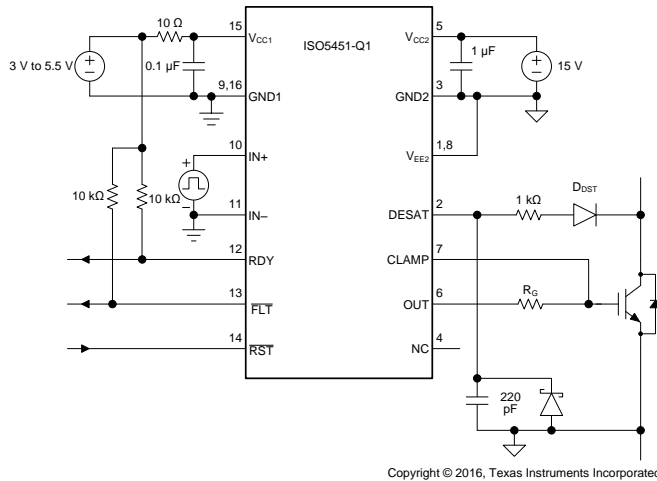 10 Ω
15
VCC1
ISO5451-Q1
VCC2
5
3 V to 5.5 V
+
−
0.1 µF
1 µF
+
−
15 V
9,16
GND1
GND2
3
10
IN+
VEE2
1,8
+
−
10 kΩ
10 kΩ
11
IN–
DESAT
2
1 kΩ
DDST
12
RDY
CLAMP
7
13
FLT
OUT
6
RG
14
RST
NC
4
220
pF
Copyright © 2016, Texas Instruments Incorporated